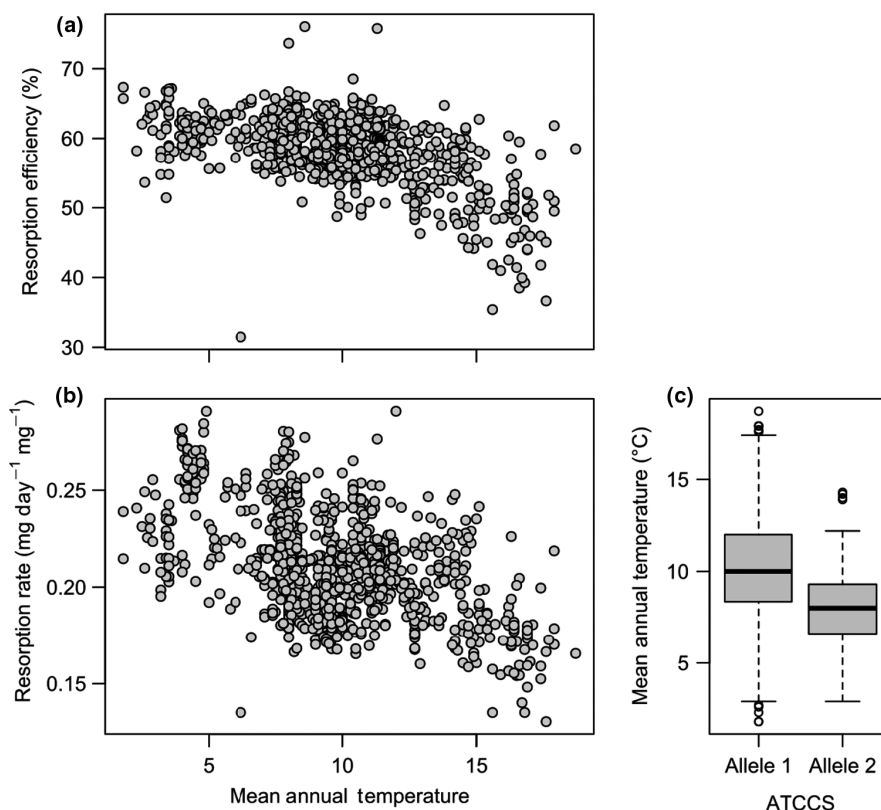 (a)
Resorption efficiency (%)
70
60
50
40
30
(b)
Resorption rate (mg day−1 mg−1)
0.25
0.20
0.15
5
10
15
Mean annual temperature
(c)
Mean annual temperature (°C)
15
10
5
Allele 1 Allele 2
ATCCS